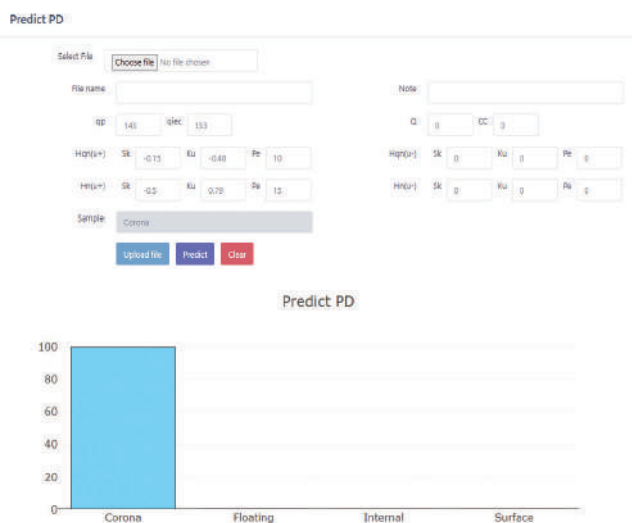 Predict PD
Select File Choose file No file chosen
File name Note
qp 145 qiec 153 Q 0 CC 0
Hqn(u+) Sk -0.15 Ku -0.48 Pe 10 Hqn(u-) Sk 0 Ku 0 Pe 0
Hn(u+) Sk -0.5 Ku 0.79 Pe 15 Hn(u-) Sk 0 Ku 0 Pe 0
Sample Corona
Upload file Predict Clear
Predict PD
100
80
60
40
20
0
Corona Floating Internal Surface